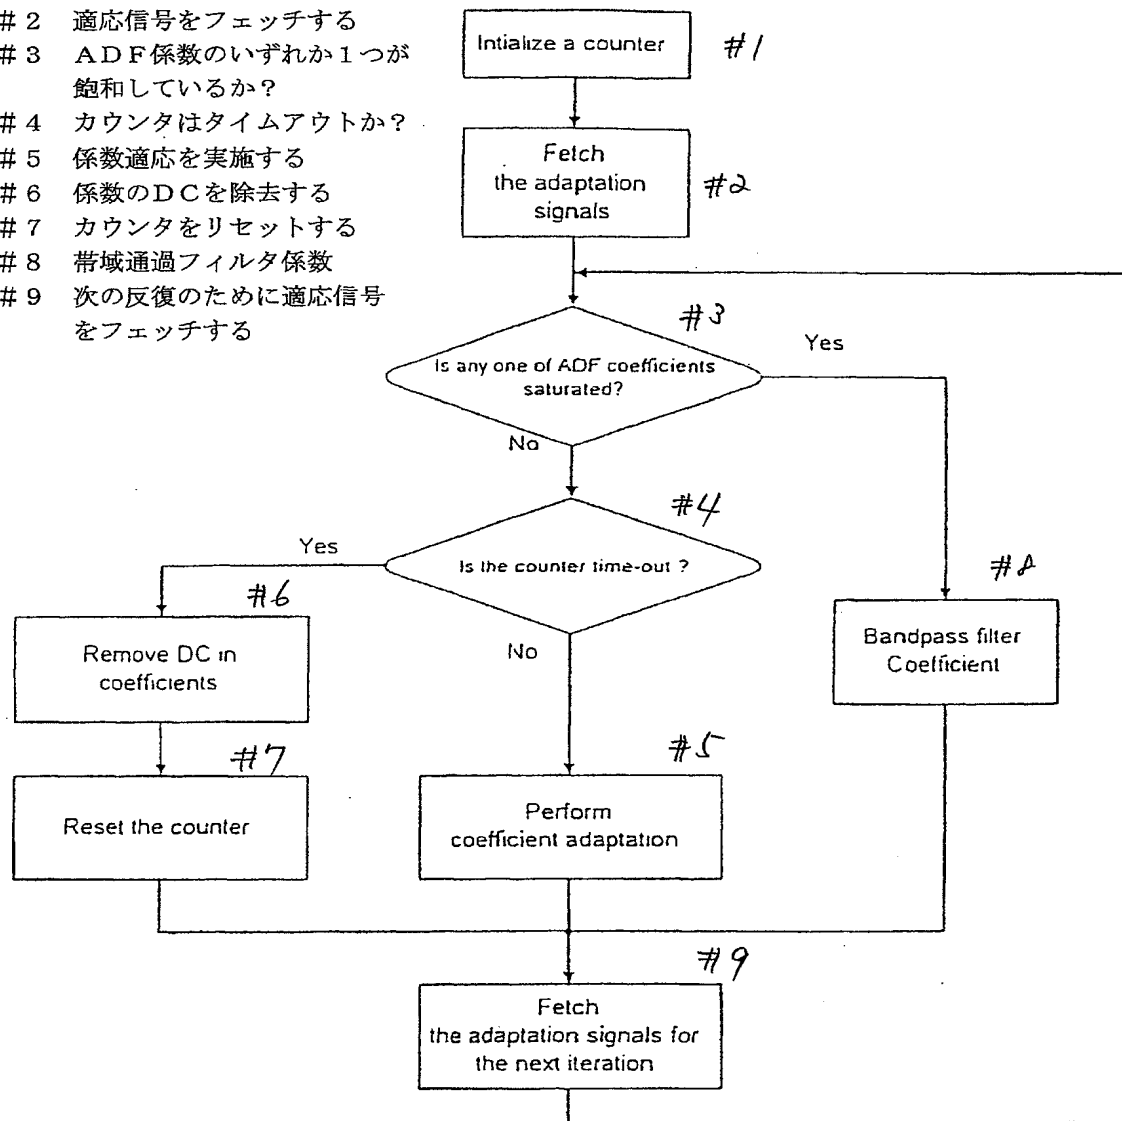 ＃２　適応信号をフェッチする
＃３　ＡＤＦ係数のいずれか１つが
飽和しているか？
＃４　カウンタはタイムアウトか？
＃５　係数適応を実施する
＃６　係数のＤＣを除去する
＃７　カウンタをリセットする
＃８　帯域通過フィルタ係数
＃９　次の反復のために適応信号
をフェッチする
Intialize a counter
#1
Fetch
the adaptation
signals
#2
#3
Is any one of ADF coefficients
saturated?
Yes
No
#4
Is the counter time-out ?
Yes
No
#6
Remove DC in
coefficients
#8
Bandpass filter
Coefficient
#7
Reset the counter
#5
Perform
coefficient adaptation
#9
Fetch
the adaptation signals for
the next iteration